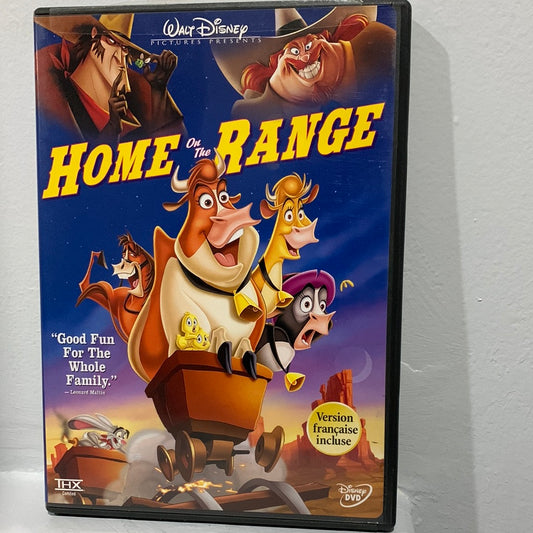 WALT DISNEY
PICTURES PRESENTS
HOME On The RANGE
“GOOD FUN
FOR THE
WHOLE
FAMILY.”
— LEONARD MALTIN
Version
française
incluse
THX
Certified
Disney
DVD